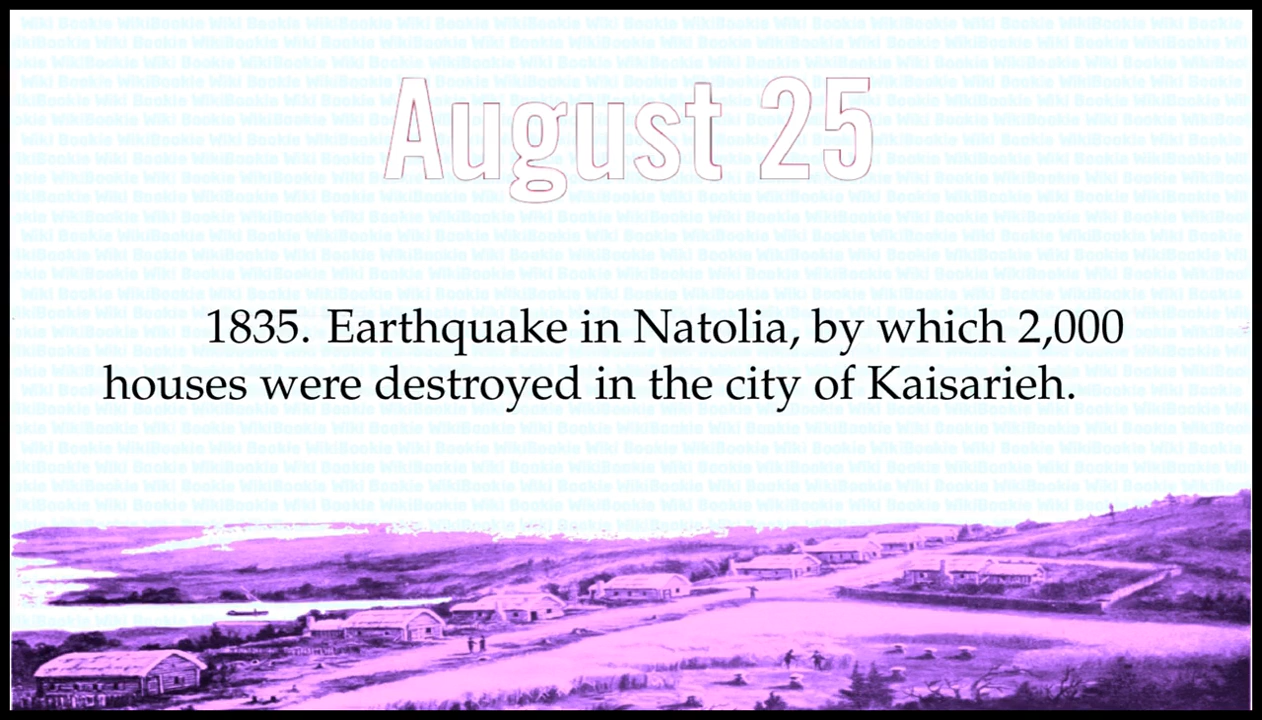 August 25
1835. Earthquake in Natolia, by which 2,000
houses were destroyed in the city of Kaisarieh.